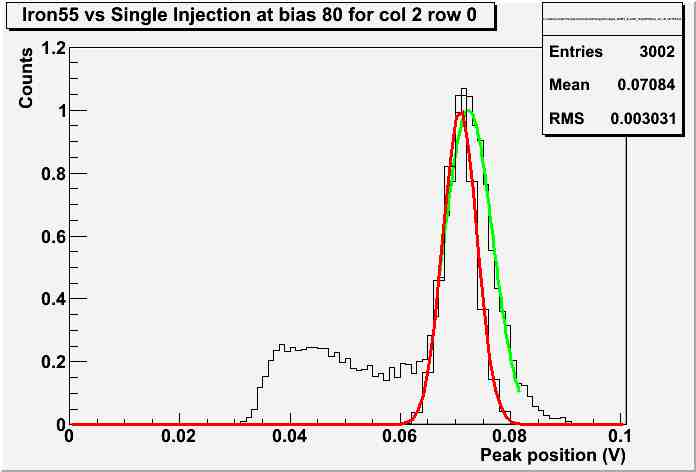 Iron55 vs Single Injection at bias 80 for col 2 row 0
Entries 3002
Mean 0.07084
RMS 0.003031
Counts
1.2
1
0.8
0.6
0.4
0.2
0
0 0.02 0.04 0.06 0.08 0.1
Peak position (V)